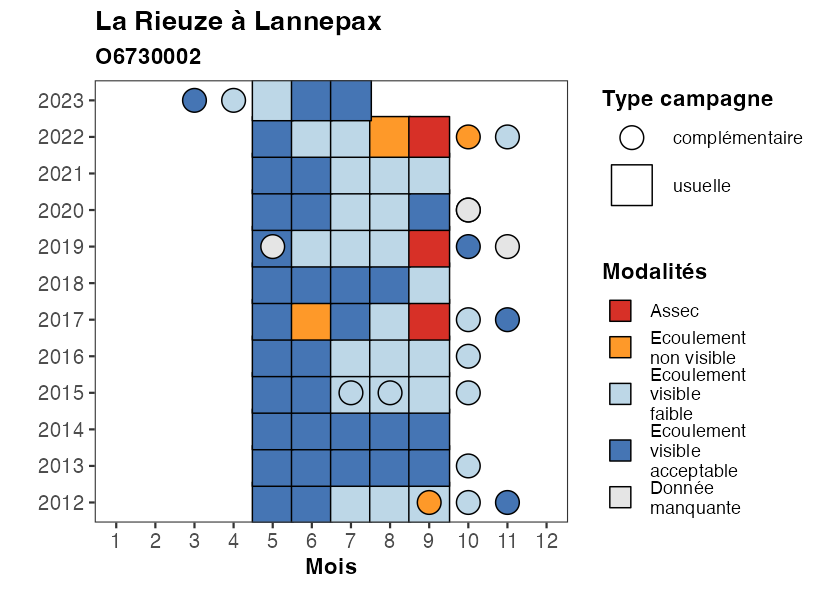 La Rieuze à Lannepax
O6730002
2023
2022
2021
2020
2019
2018
2017
2016
2015
2014
2013
2012
1 2 3 4 5 6 7 8 9 10 11 12
Mois
Type campagne
complémentaire
usuelle
Modalités
Assec
Ecoulement
non visible
Ecoulement
visible
faible
Ecoulement
visible
acceptable
Donnée
manquante